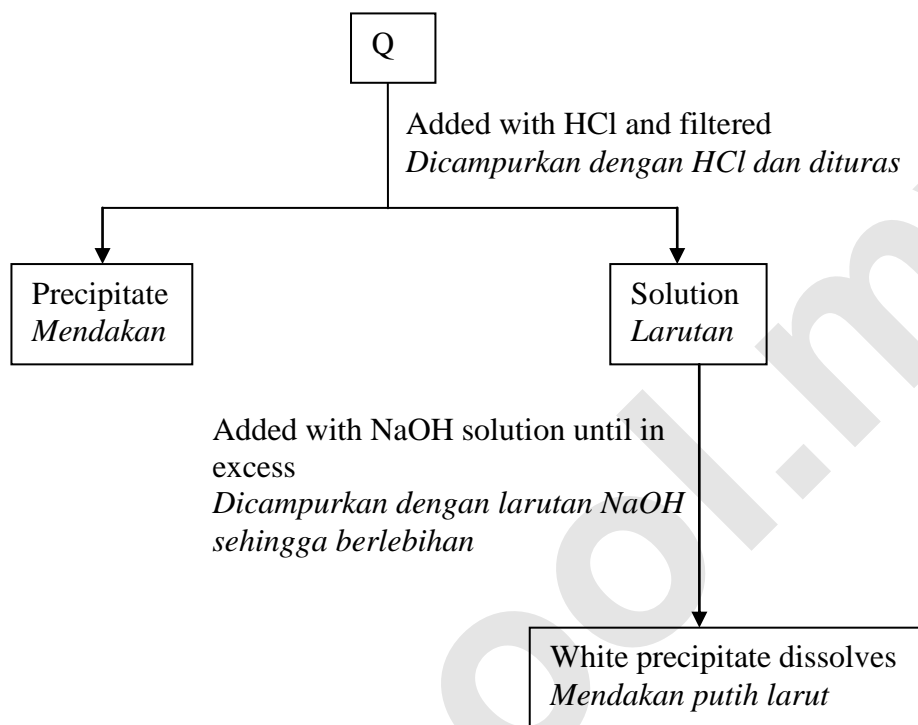 Q
Added with HCl and filtered
Dicampurkan dengan HCl dan dituras
Precipitate
Mendakan
Solution
Larutan
Added with NaOH solution until in
excess
Dicampurkan dengan larutan NaOH
sehingga berlebihan
White precipitate dissolves
Mendakan putih larut